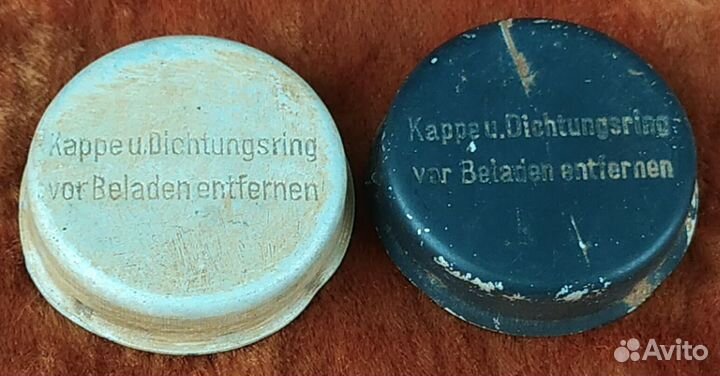 Kappe u. Dichtungsring
vor Beladen entfernen
Kappe u. Dichtungsring
vor Beladen entfernen
Avito